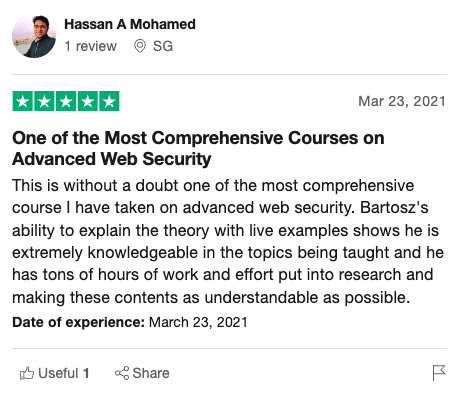 Hassan A Mohamed
1 review SG
Mar 23, 2021
One of the Most Comprehensive Courses on
Advanced Web Security
This is without a doubt one of the most comprehensive
course I have taken on advanced web security. Bartosz's
ability to explain the theory with live examples shows he is
extremely knowledgeable in the topics being taught and he
has tons of hours of work and effort put into research and
making these contents as understandable as possible.
Date of experience: March 23, 2021
Useful 1 Share